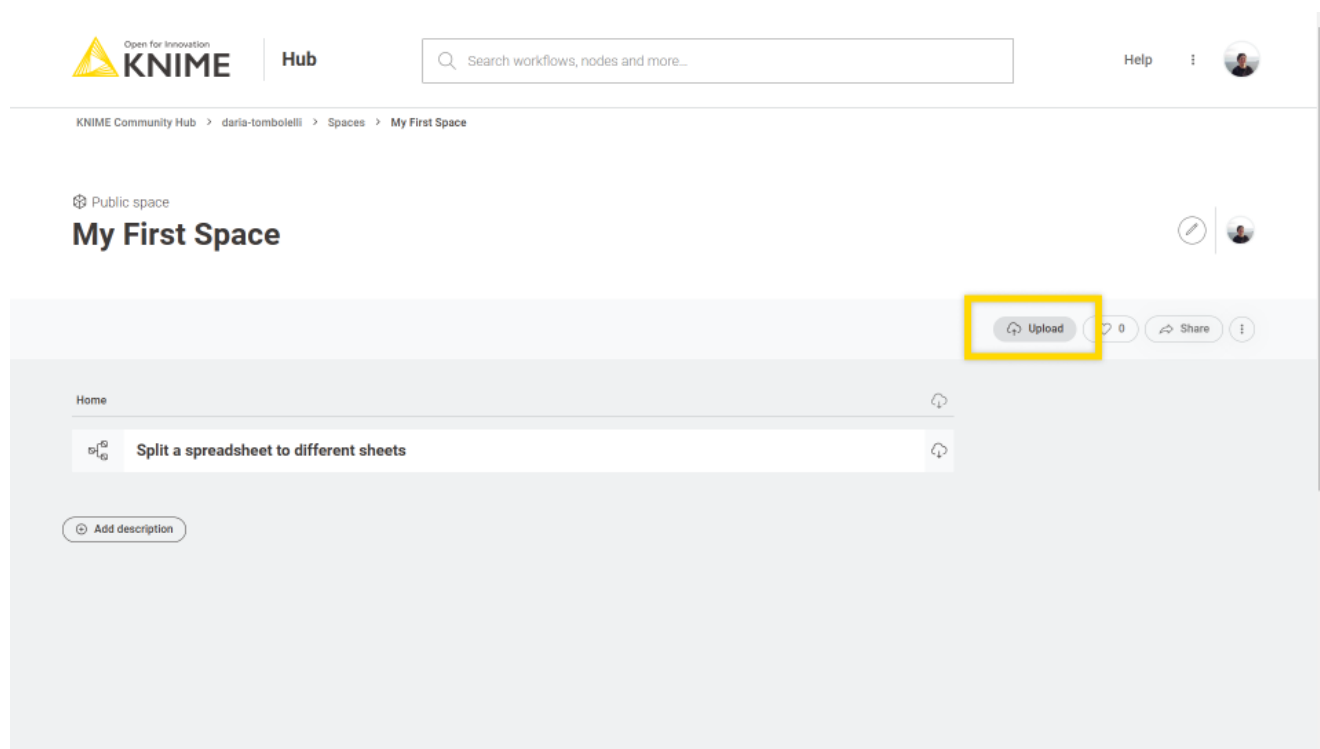 Open for Innovation
KNIME
Hub
Search workflows, nodes and more...
Help
KNIME Community Hub > daria-tombolelli > Spaces > My First Space
Public space
My First Space
Upload
0
Share
Home
Split a spreadsheet to different sheets
Add description